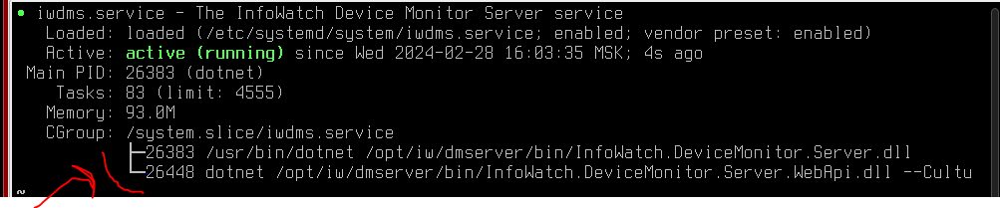 ● iwdms.service - The InfoWatch Device Monitor Server service
Loaded: loaded (/etc/systemd/system/iwdms.service; enabled; vendor preset: enabled)
Active: active (running) since Wed 2024-02-28 16:03:35 MSK; 4s ago
Main PID: 26383 (dotnet)
Tasks: 83 (limit: 4555)
Memory: 93.0M
CGroup: /system.slice/iwdms.service
├─26383 /usr/bin/dotnet /opt/iw/dmserver/bin/InfoWatch.DeviceMonitor.Server.dll
└─26448 dotnet /opt/iw/dmserver/bin/InfoWatch.DeviceMonitor.Server.WebApi.dll --Cultu
~